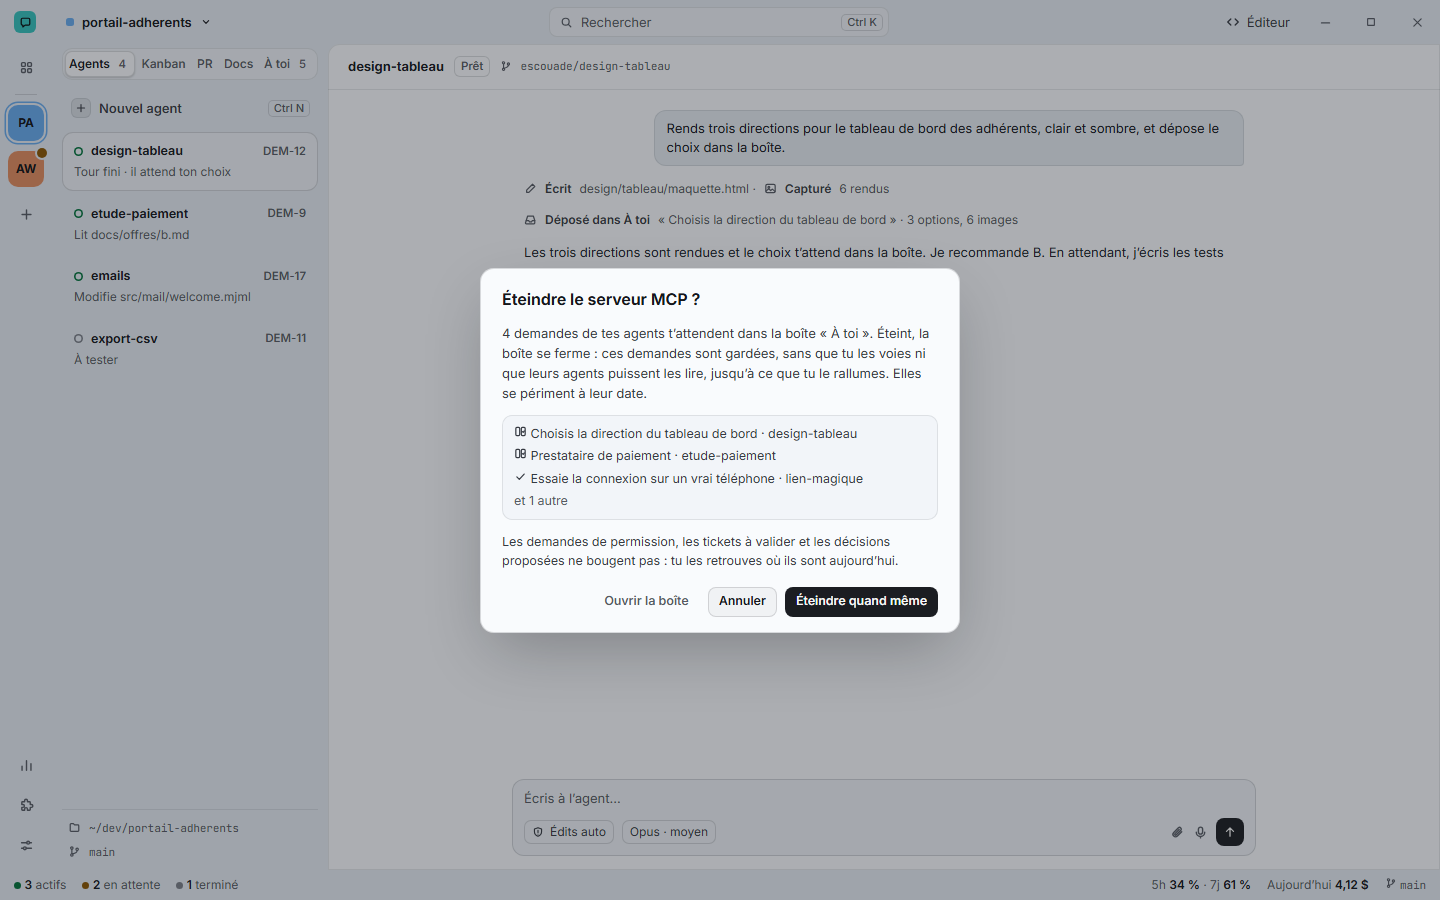 portail-adherents
Rechercher
Ctrl K
Éditeur
Agents 4
Kanban
PR
Docs
À toi 5
design-tableau
Prêt
escouade/design-tableau
PA
AW
Nouvel agent
Ctrl N
design-tableau
DEM-12
Tour fini · il attend ton choix
etude-paiement
DEM-9
Lit docs/offres/b.md
emails
DEM-17
Modifie src/mail/welcome.mjml
export-csv
DEM-11
À tester
Rends trois directions pour le tableau de bord des adhérents, clair et sombre, et dépose le
choix dans la boîte.
Écrit design/tableau/maquette.html · Capturé 6 rendus
Déposé dans À toi « Choisis la direction du tableau de bord » · 3 options, 6 images
Les trois directions sont rendues et le choix t’attend dans la boîte. Je recommande B. En attendant, j’écris les tests
Éteindre le serveur MCP ?
4 demandes de tes agents t’attendent dans la boîte « À toi ». Éteint, la
boîte se ferme : ces demandes sont gardées, sans que tu les voies ni
que leurs agents puissent les lire, jusqu’à ce que tu le rallumes. Elles
se périment à leur date.
Choisis la direction du tableau de bord · design-tableau
Prestataire de paiement · etude-paiement
Essaie la connexion sur un vrai téléphone · lien-magique
et 1 autre
Les demandes de permission, les tickets à valider et les décisions
proposées ne bougent pas : tu les retrouves où ils sont aujourd’hui.
Ouvrir la boîte
Annuler
Éteindre quand même
Écris à l’agent…
Édits auto
Opus · moyen
~/dev/portail-adherents
main
3 actifs
2 en attente
1 terminé
5h 34 % · 7j 61 %
Aujourd’hui 4,12 $
main